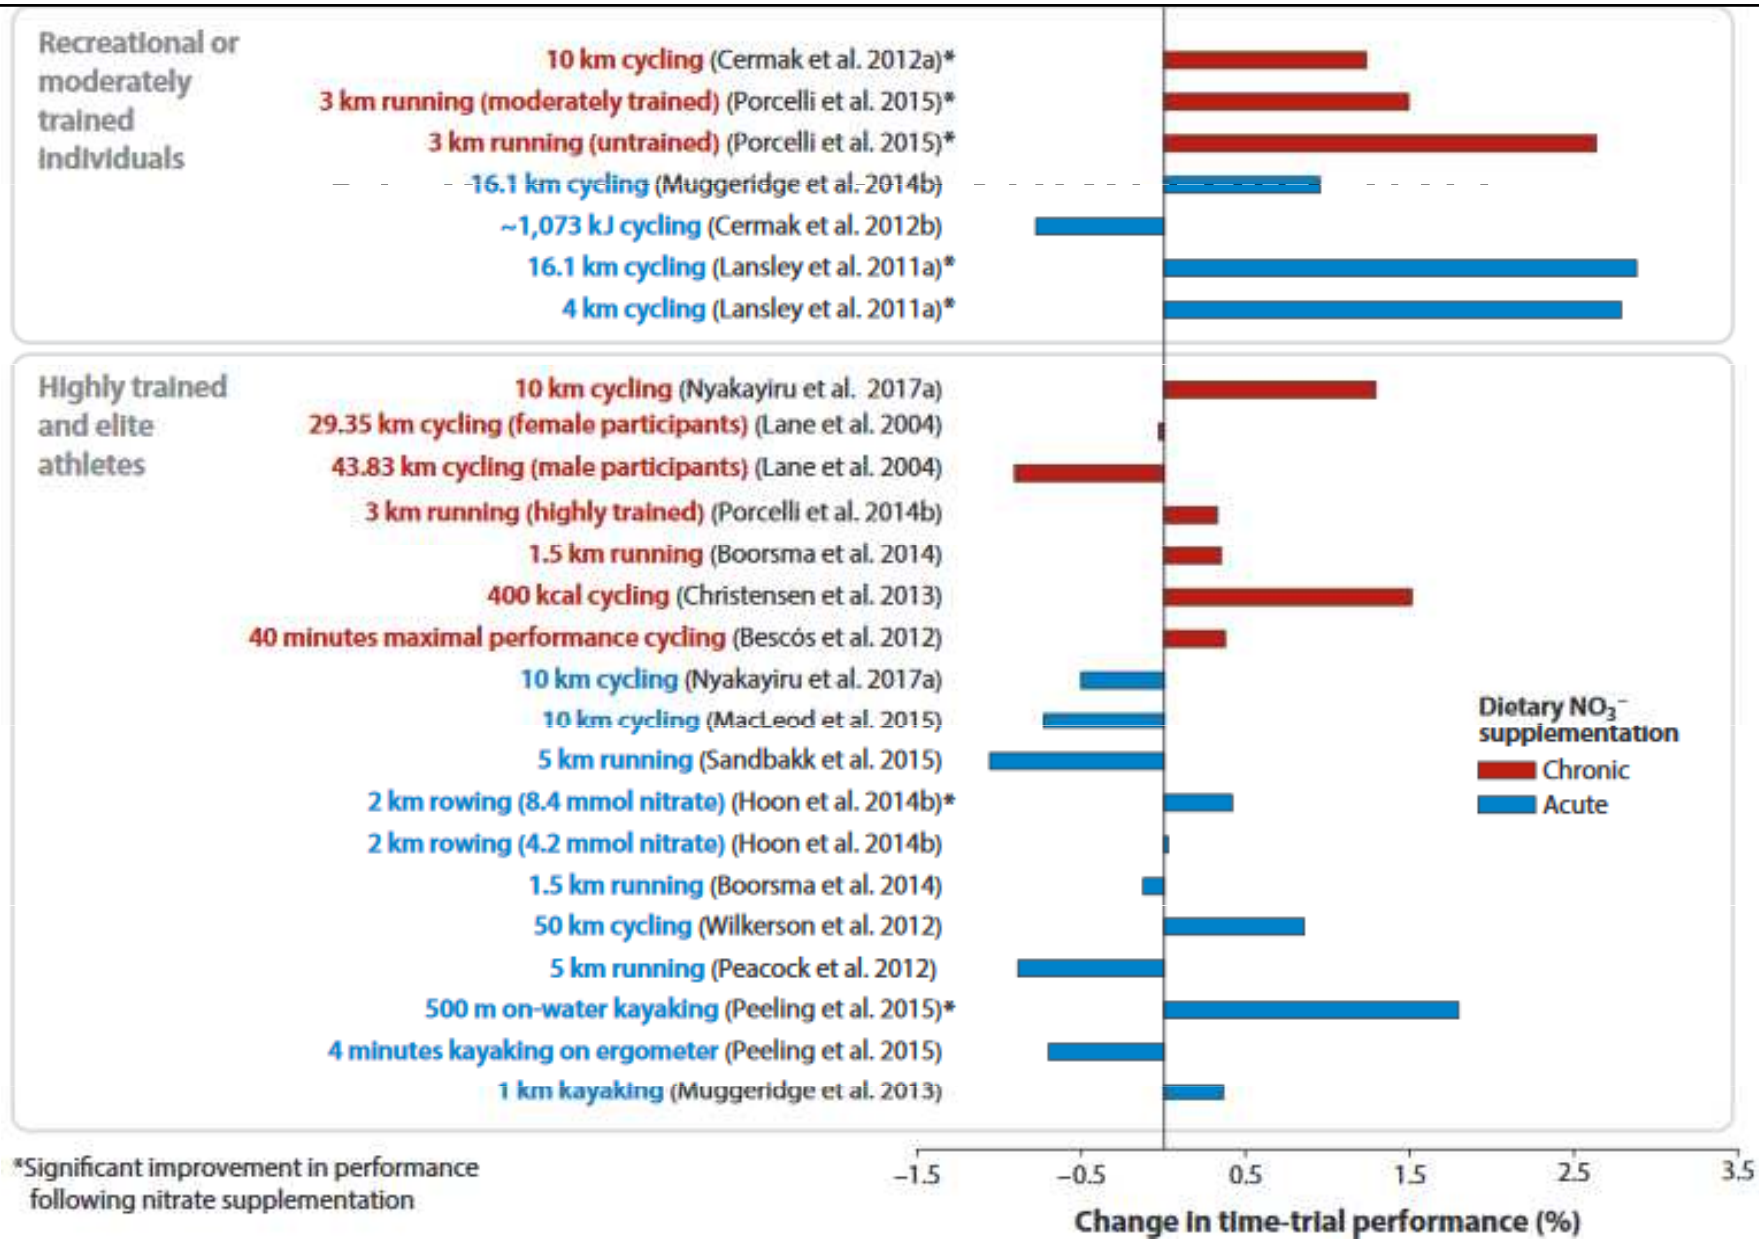 Recreational or
moderately
trained
individuals
10 km cycling (Cermak et al. 2012a)*
3 km running (moderately trained) (Porcelli et al. 2015)*
3 km running (untrained) (Porcelli et al. 2015)*
16.1 km cycling (Muggeridge et al. 2014b)
~1,073 kJ cycling (Cermak et al. 2012b)
16.1 km cycling (Lansley et al. 2011a)*
4 km cycling (Lansley et al. 2011a)*
Highly trained
and elite
athletes
10 km cycling (Nyakayiru et al. 2017a)
29.35 km cycling (female participants) (Lane et al. 2004)
43.83 km cycling (male participants) (Lane et al. 2004)
3 km running (highly trained) (Porcelli et al. 2014b)
1.5 km running (Boorsma et al. 2014)
400 kcal cycling (Christensen et al. 2013)
40 minutes maximal performance cycling (Bescós et al. 2012)
10 km cycling (Nyakayiru et al. 2017a)
10 km cycling (MacLeod et al. 2015)
5 km running (Sandbakk et al. 2015)
2 km rowing (8.4 mmol nitrate) (Hoon et al. 2014b)*
2 km rowing (4.2 mmol nitrate) (Hoon et al. 2014b)
1.5 km running (Boorsma et al. 2014)
50 km cycling (Wilkerson et al. 2012)
5 km running (Peacock et al. 2012)
500 m on-water kayaking (Peeling et al. 2015)*
4 minutes kayaking on ergometer (Peeling et al. 2015)
1 km kayaking (Muggeridge et al. 2013)
Dietary NO₃⁻
supplementation
Chronic
Acute
−1.5 −0.5 0.5 1.5 2.5 3.5
Change in time-trial performance (%)
*Significant improvement in performance
following nitrate supplementation